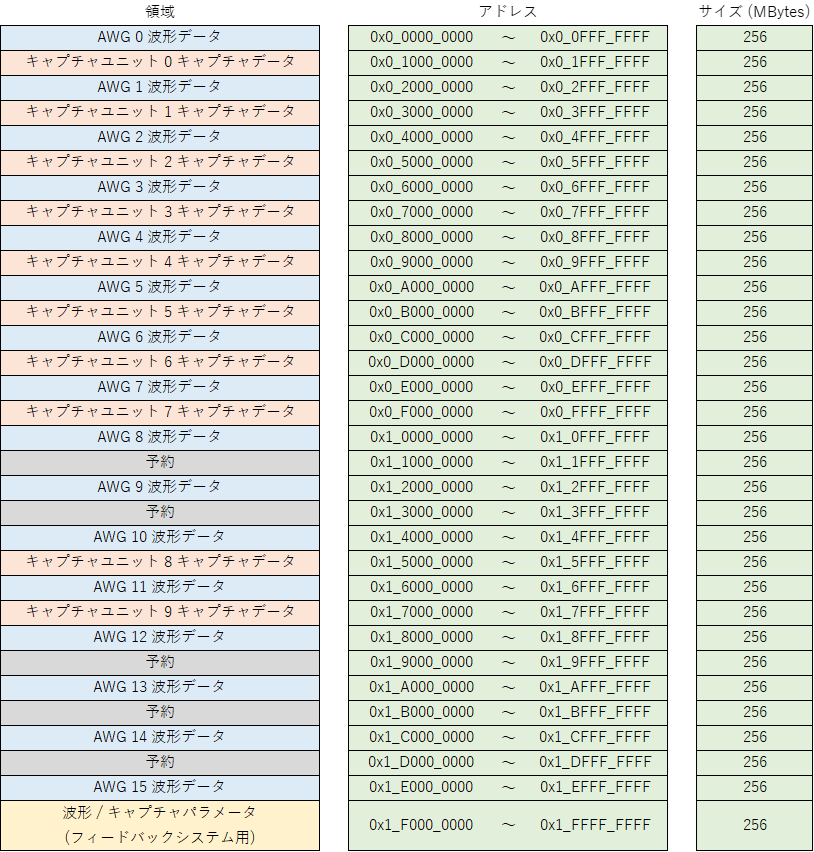 領域 アドレス サイズ (MBytes)
AWG 0 波形データ 0x0_0000_0000 ～ 0x0_0FFF_FFFF 256
キャプチャユニット 0 キャプチャデータ 0x0_1000_0000 ～ 0x0_1FFF_FFFF 256
AWG 1 波形データ 0x0_2000_0000 ～ 0x0_2FFF_FFFF 256
キャプチャユニット 1 キャプチャデータ 0x0_3000_0000 ～ 0x0_3FFF_FFFF 256
AWG 2 波形データ 0x0_4000_0000 ～ 0x0_4FFF_FFFF 256
キャプチャユニット 2 キャプチャデータ 0x0_5000_0000 ～ 0x0_5FFF_FFFF 256
AWG 3 波形データ 0x0_6000_0000 ～ 0x0_6FFF_FFFF 256
キャプチャユニット 3 キャプチャデータ 0x0_7000_0000 ～ 0x0_7FFF_FFFF 256
AWG 4 波形データ 0x0_8000_0000 ～ 0x0_8FFF_FFFF 256
キャプチャユニット 4 キャプチャデータ 0x0_9000_0000 ～ 0x0_9FFF_FFFF 256
AWG 5 波形データ 0x0_A000_0000 ～ 0x0_AFFF_FFFF 256
キャプチャユニット 5 キャプチャデータ 0x0_B000_0000 ～ 0x0_BFFF_FFFF 256
AWG 6 波形データ 0x0_C000_0000 ～ 0x0_CFFF_FFFF 256
キャプチャユニット 6 キャプチャデータ 0x0_D000_0000 ～ 0x0_DFFF_FFFF 256
AWG 7 波形データ 0x0_E000_0000 ～ 0x0_EFFF_FFFF 256
キャプチャユニット 7 キャプチャデータ 0x0_F000_0000 ～ 0x0_FFFF_FFFF 256
AWG 8 波形データ 0x1_0000_0000 ～ 0x1_0FFF_FFFF 256
予約 0x1_1000_0000 ～ 0x1_1FFF_FFFF 256
AWG 9 波形データ 0x1_2000_0000 ～ 0x1_2FFF_FFFF 256
予約 0x1_3000_0000 ～ 0x1_3FFF_FFFF 256
AWG 10 波形データ 0x1_4000_0000 ～ 0x1_4FFF_FFFF 256
キャプチャユニット 8 キャプチャデータ 0x1_5000_0000 ～ 0x1_5FFF_FFFF 256
AWG 11 波形データ 0x1_6000_0000 ～ 0x1_6FFF_FFFF 256
キャプチャユニット 9 キャプチャデータ 0x1_7000_0000 ～ 0x1_7FFF_FFFF 256
AWG 12 波形データ 0x1_8000_0000 ～ 0x1_8FFF_FFFF 256
予約 0x1_9000_0000 ～ 0x1_9FFF_FFFF 256
AWG 13 波形データ 0x1_A000_0000 ～ 0x1_AFFF_FFFF 256
予約 0x1_B000_0000 ～ 0x1_BFFF_FFFF 256
AWG 14 波形データ 0x1_C000_0000 ～ 0x1_CFFF_FFFF 256
予約 0x1_D000_0000 ～ 0x1_DFFF_FFFF 256
AWG 15 波形データ 0x1_E000_0000 ～ 0x1_EFFF_FFFF 256
波形 / キャプチャパラメータ
(フィードバックシステム用) 0x1_F000_0000 ～ 0x1_FFFF_FFFF 256